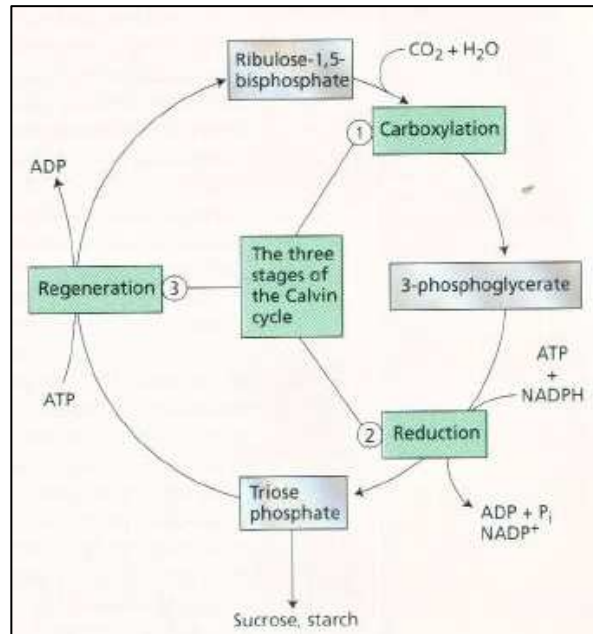 Ribulose-1,5-
bisphosphate
CO₂ + H₂O
1
Carboxylation
ADP
The three
stages of
the Calvin
cycle
Regeneration
3
3-phosphoglycerate
ATP
+
NADPH
ATP
2
Reduction
Triose
phosphate
ADP + Pᵢ
NADP⁺
Sucrose, starch